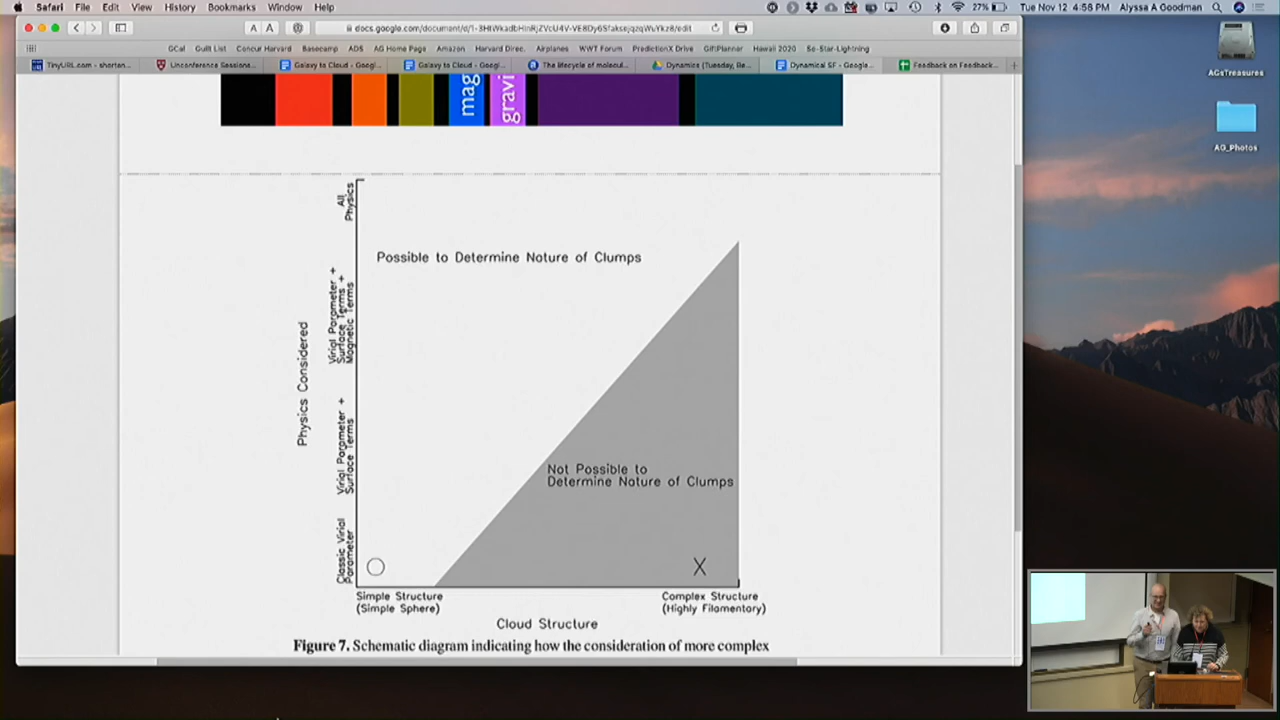 Safari File Edit View History Bookmarks Window Help
27% Tue Nov 12 4:58 PM Alyssa A Goodman
GCal Guilt List Concur Harvard Basecamp ADS AG Home Page Amazon Harvard Direc. Airplanes WWT Forum PredictionX Drive Hawaii 2020 Se-Star-Lightning
TinyURL.com - shorten... Unconference Sessions... Galaxy to Cloud - Googl... Galaxy to Cloud - Googl... The lifecycle of molecul... Dynamics (Tuesday, Be... Dynamical SF - Google... Feedback on Feedback...
AGsTreasures
AG_Photos
mag
gravi
All
Physics
Possible to Determine Nature of Clumps
Virial Parameter +
Surface Terms +
Magnetic Terms
Physics Considered
Virial Parameter +
Surface Terms
Not Possible to
Determine Nature of Clumps
Classic Virial
Parameter
O
X
Simple Structure
(Simple Sphere)
Complex Structure
(Highly Filamentory)
Cloud Structure
Figure 7. Schematic diagram indicating how the consideration of more complex